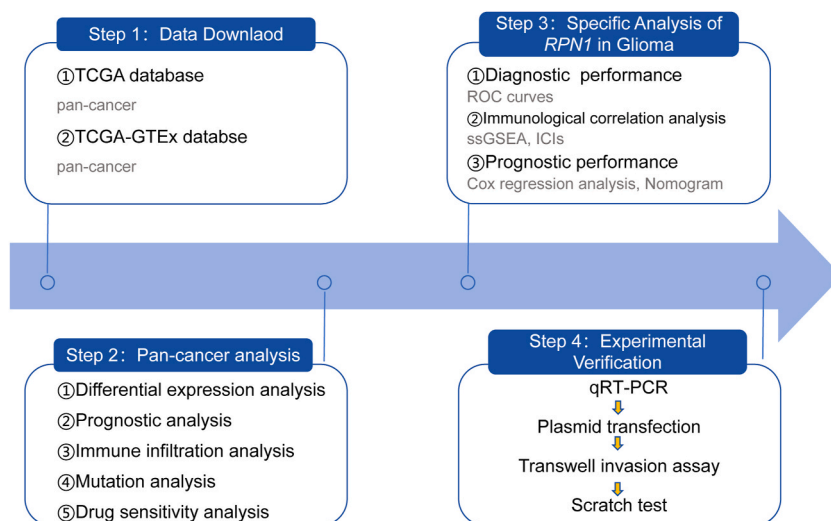 Step 1：Data Downlaod
①TCGA database
pan-cancer
②TCGA-GTEx databse
pan-cancer
Step 2：Pan-cancer analysis
①Differential expression analysis
②Prognostic analysis
③Immune infiltration analysis
④Mutation analysis
⑤Drug sensitivity analysis
Step 3：Specific Analysis of
RPN1 in Glioma
①Diagnostic performance
ROC curves
②Immunological correlation analysis
ssGSEA, ICIs
③Prognostic performance
Cox regression analysis, Nomogram
Step 4：Experimental
Verification
qRT-PCR
Plasmid transfection
Transwell invasion assay
Scratch test